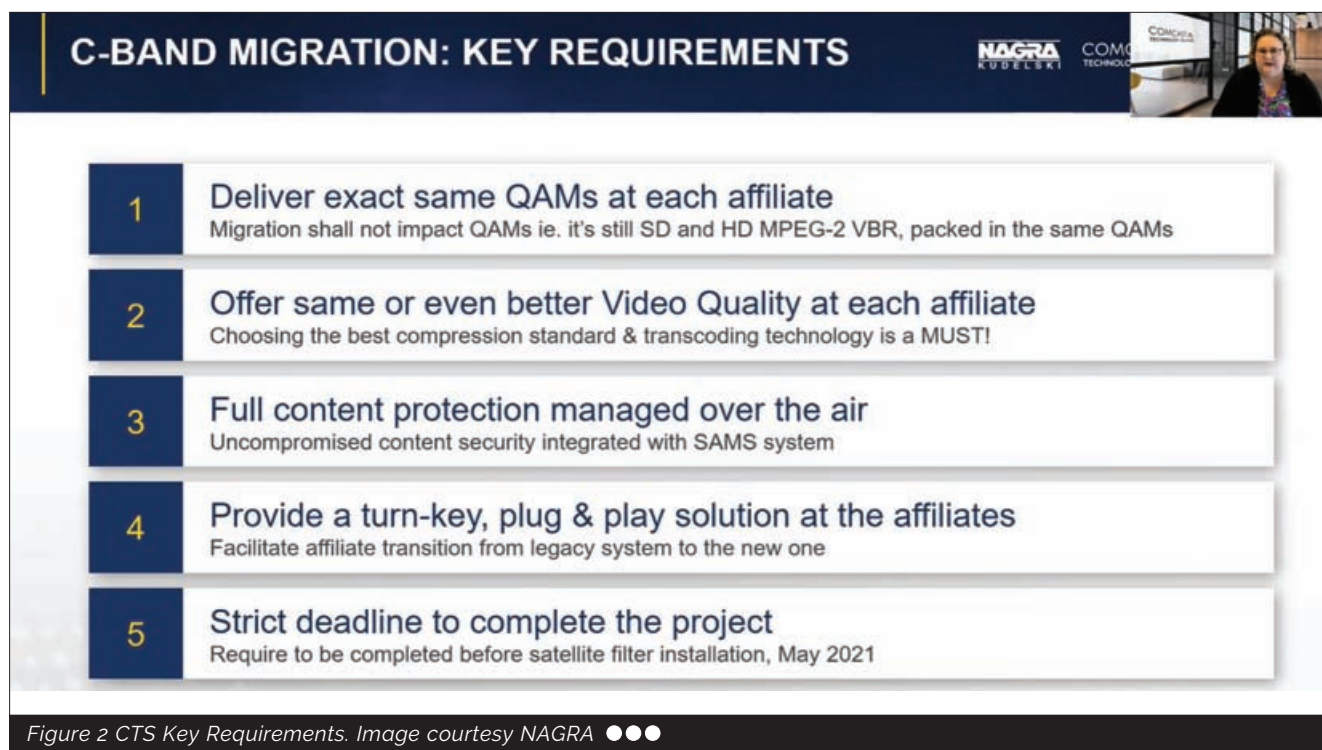 C-BAND MIGRATION: KEY REQUIREMENTS
NAGRA
KUDELSKI
COMCAST
TECHNOLOGY
1
Deliver exact same QAMs at each affiliate
Migration shall not impact QAMs ie. it's still SD and HD MPEG-2 VBR, packed in the same QAMs
2
Offer same or even better Video Quality at each affiliate
Choosing the best compression standard & transcoding technology is a MUST!
3
Full content protection managed over the air
Uncompromised content security integrated with SAMS system
4
Provide a turn-key, plug & play solution at the affiliates
Facilitate affiliate transition from legacy system to the new one
5
Strict deadline to complete the project
Require to be completed before satellite filter installation, May 2021
Figure 2 CTS Key Requirements. Image courtesy NAGRA